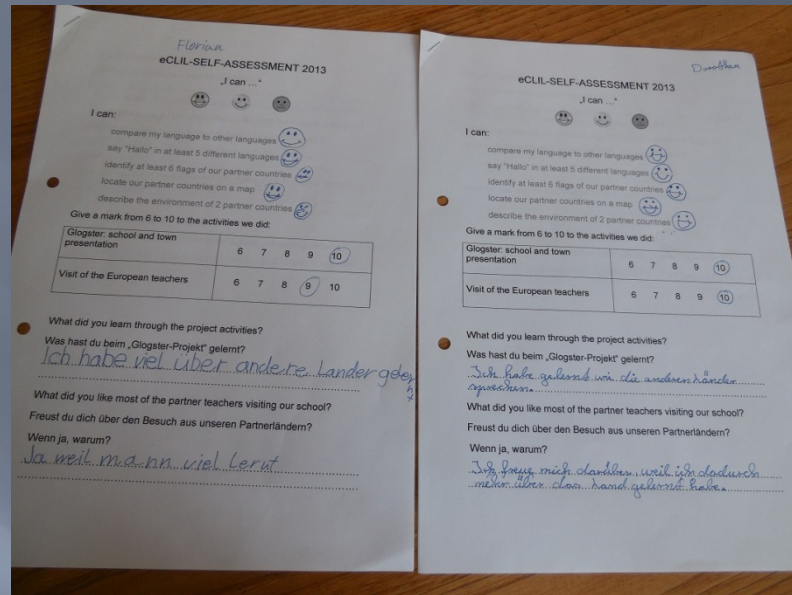 Florian
eCLIL-SELF-ASSESSMENT 2013
„I can ...“
I can:
compare my language to other languages
say "Hallo" in at least 5 different languages
identify at least 6 flags of our partner countries
locate our partner countries on a map
describe the environment of 2 partner countries
Give a mark from 6 to 10 to the activities we did:
Glogster: school and town
presentation
6 7 8 9 10
Visit of the European teachers
6 7 8 9 10
What did you learn through the project activities?
Was hast du beim „Glogster-Projekt“ gelernt?
Ich habe viel über andere Länder gelernt
What did you like most of the partner teachers visiting our school?
Freust du dich über den Besuch aus unseren Partnerländern?
Wenn ja, warum?
Ja weil mann viel lernt
eCLIL-SELF-ASSESSMENT 2013
„I can ...“
I can:
compare my language to other languages
say "Hallo" in at least 5 different languages
identify at least 6 flags of our partner countries
locate our partner countries on a map
describe the environment of 2 partner countries
Give a mark from 6 to 10 to the activities we did:
Glogster: school and town
presentation
6 7 8 9 10
Visit of the European teachers
6 7 8 9 10
What did you learn through the project activities?
Was hast du beim „Glogster-Projekt“ gelernt?
Ich habe gelernt wie die anderen Länder
sprechen.
What did you like most of the partner teachers visiting our school?
Freust du dich über den Besuch aus unseren Partnerländern?
Wenn ja, warum?
Ich freue mich darüber, weil ich dadurch
mehr über das Land gelernt habe.